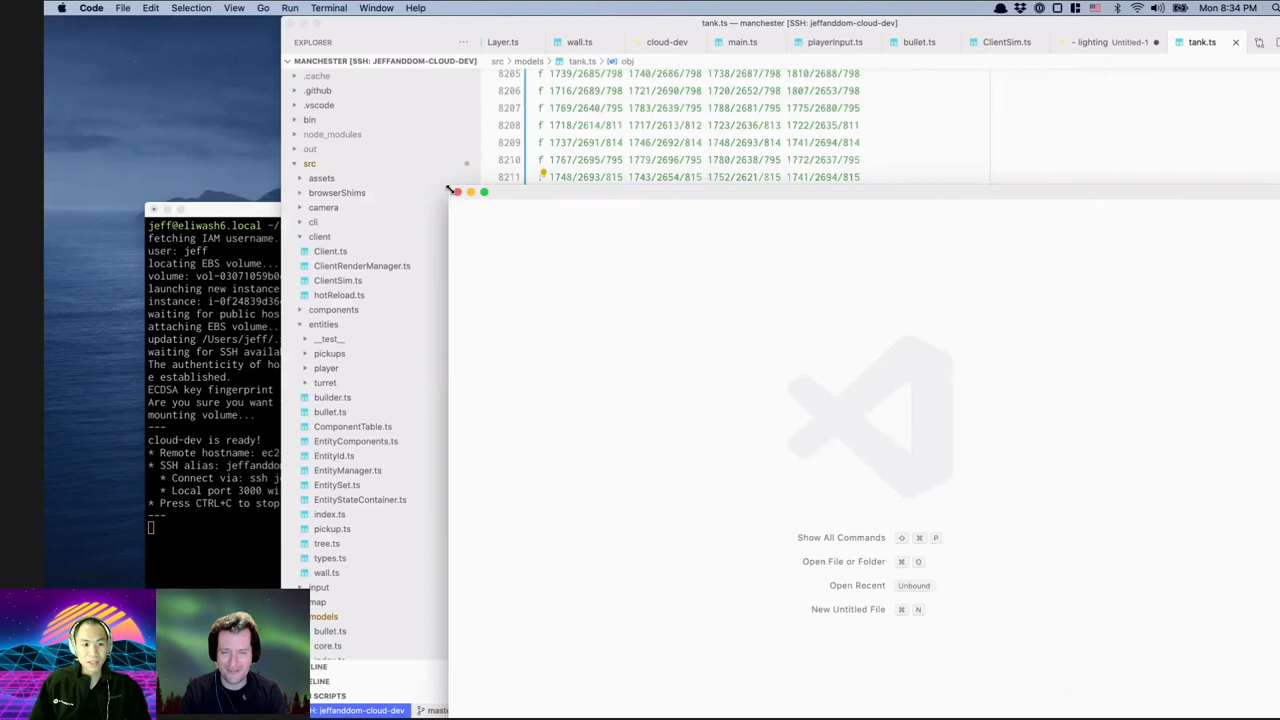 Code File Edit Selection View Go Run Terminal Window Help Mon 8:34 PM
tank.ts — manchester [SSH: jeffanddom-cloud-dev]
EXPLORER
Layer.ts wall.ts cloud-dev main.ts playerInput.ts bullet.ts ClientSim.ts - lighting Untitled-1 tank.ts
MANCHESTER [SSH: JEFFANDDOM-CLOUD-DEV]
src models tank.ts obj
.cache
.github
.vscode
bin
node_modules
out
src
assets
browserShims
camera
cli
client
Client.ts
ClientRenderManager.ts
ClientSim.ts
hotReload.ts
components
entities
__test__
pickups
player
turret
builder.ts
bullet.ts
ComponentTable.ts
EntityComponents.ts
EntityId.ts
EntityManager.ts
EntitySet.ts
EntityStateContainer.ts
index.ts
pickup.ts
tree.ts
types.ts
wall.ts
input
map
models
bullet.ts
core.ts
LINE
ELINE
SCRIPTS
H: jeffanddom-cloud-dev maste
8205 f 1739/2685/798 1740/2686/798 1738/2687/798 1810/2688/798
8206 f 1716/2689/798 1721/2690/798 1720/2652/798 1807/2653/798
8207 f 1769/2640/795 1783/2639/795 1788/2681/795 1775/2680/795
8208 f 1718/2614/811 1717/2613/812 1723/2636/813 1722/2635/811
8209 f 1737/2691/814 1746/2692/814 1748/2693/814 1741/2694/814
8210 f 1767/2695/795 1779/2696/795 1780/2638/795 1772/2637/795
8211 1748/2693/815 1743/2654/815 1752/2621/815 1741/2694/815
jeff@eliwash6.local ~/
fetching IAM username.
user: jeff
locating EBS volume...
volume: vol-03071059b0
launching new instance
instance: i-0f24839d36
waiting for public hos
attaching EBS volume..
updating /Users/jeff/.
waiting for SSH availa
The authenticity of ho
e established.
ECDSA key fingerprint
Are you sure you want
mounting volume...
---
cloud-dev is ready!
* Remote hostname: ec2
* SSH alias: jeffanddo
* Connect via: ssh j
* Local port 3000 wi
* Press CTRL+C to stop
---
Show All Commands ⇧ ⌘ P
Open File or Folder ⌘ O
Open Recent Unbound
New Untitled File ⌘ N